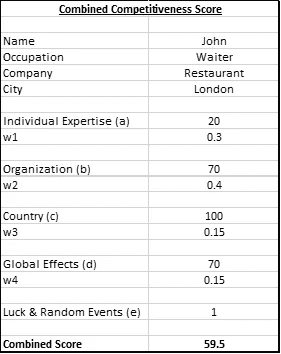 Combined Competitiveness Score
Name John
Occupation Waiter
Company Restaurant
City London
Individual Expertise (a) 20
w1 0.3
Organization (b) 70
w2 0.4
Country (c) 100
w3 0.15
Global Effects (d) 70
w4 0.15
Luck & Random Events (e) 1
Combined Score 59.5